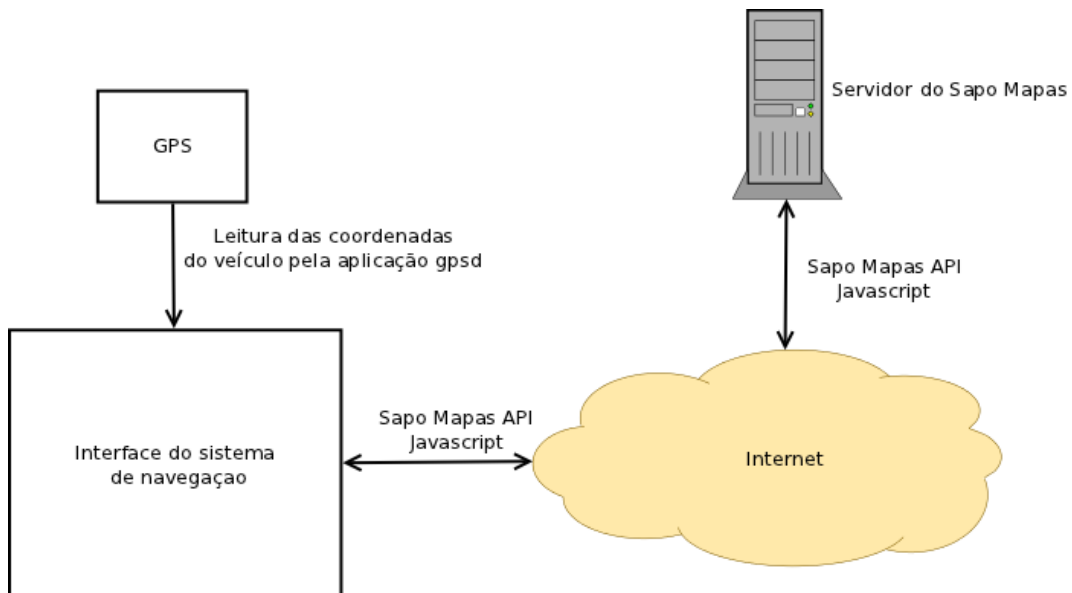 GPS
Servidor do Sapo Mapas
Leitura das coordenadas
do veículo pela aplicação gpsd
Sapo Mapas API
Javascript
Sapo Mapas API
Javascript
Interface do sistema
de navegaçao
Internet